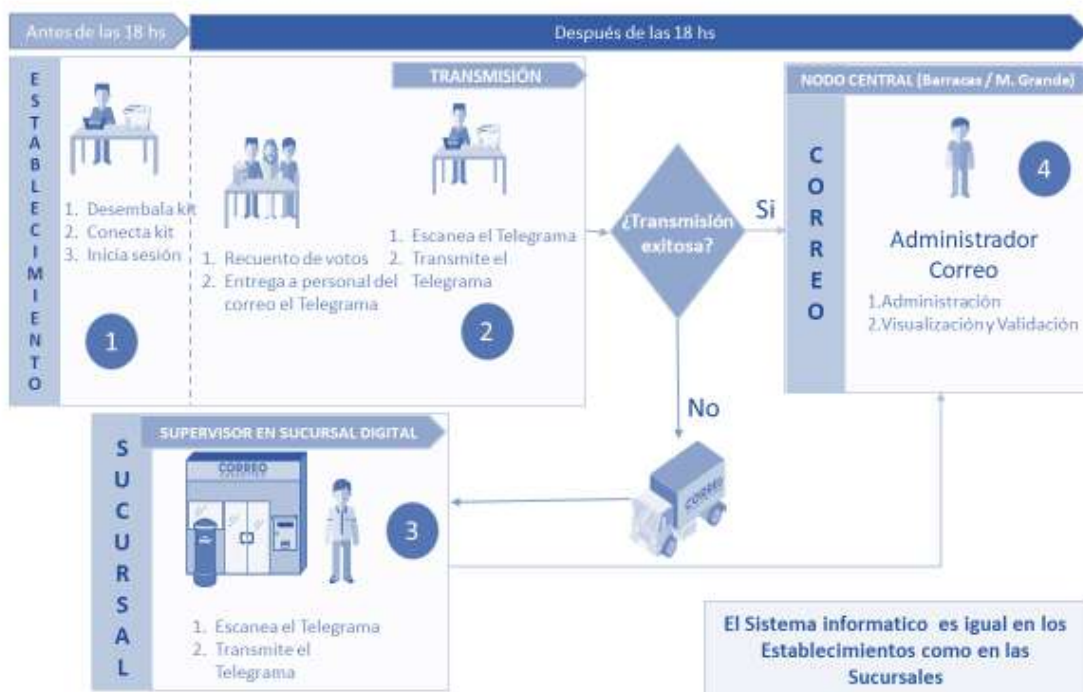 Antes de las 18 hs
Después de las 18 hs
ESTABLECIMIENTO
1. Desembala kit
2. Conecta kit
3. Inicia sesión
1
TRANSMISIÓN
1. Recuento de votos
2. Entrega a personal del
correo el Telegrama
1. Escanea el Telegrama
2. Transmite el
Telegrama
2
¿Transmisión
exitosa?
Si
No
NODO CENTRAL (Barracas / M. Grande)
CORREO
4
Administrador
Correo
1.Administración
2.Visualización y Validación
CORREO
SUCURSAL
SUPERVISOR EN SUCURSAL DIGITAL
CORREO
3
1. Escanea el Telegrama
2. Transmite el
Telegrama
El Sistema informatico es igual en los
Establecimientos como en las
Sucursales